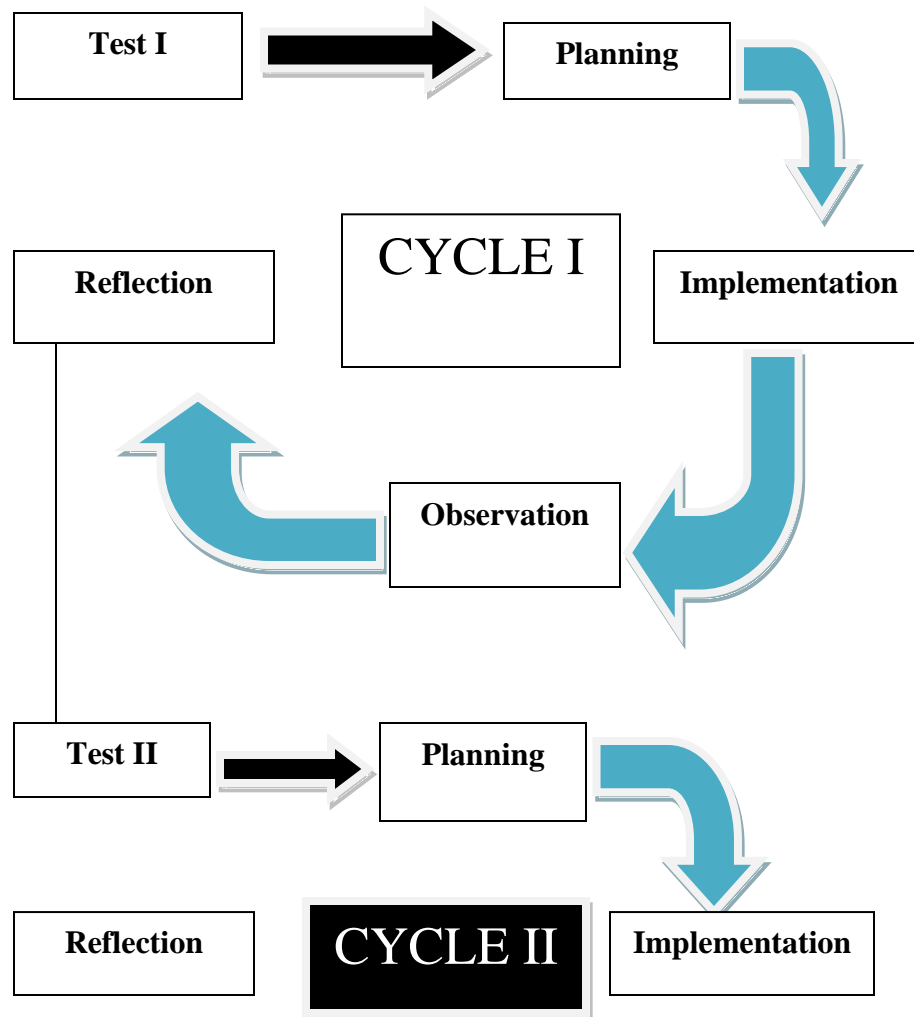 Test I
Planning
Reflection
CYCLE I
Implementation
Observation
Test II
Planning
Reflection
CYCLE II
Implementation